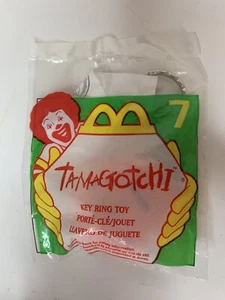 7
TAMAGOTCHI
KEY RING TOY
PORTE-CLÉ/JOUET
LLAVERO DE JUGUETE